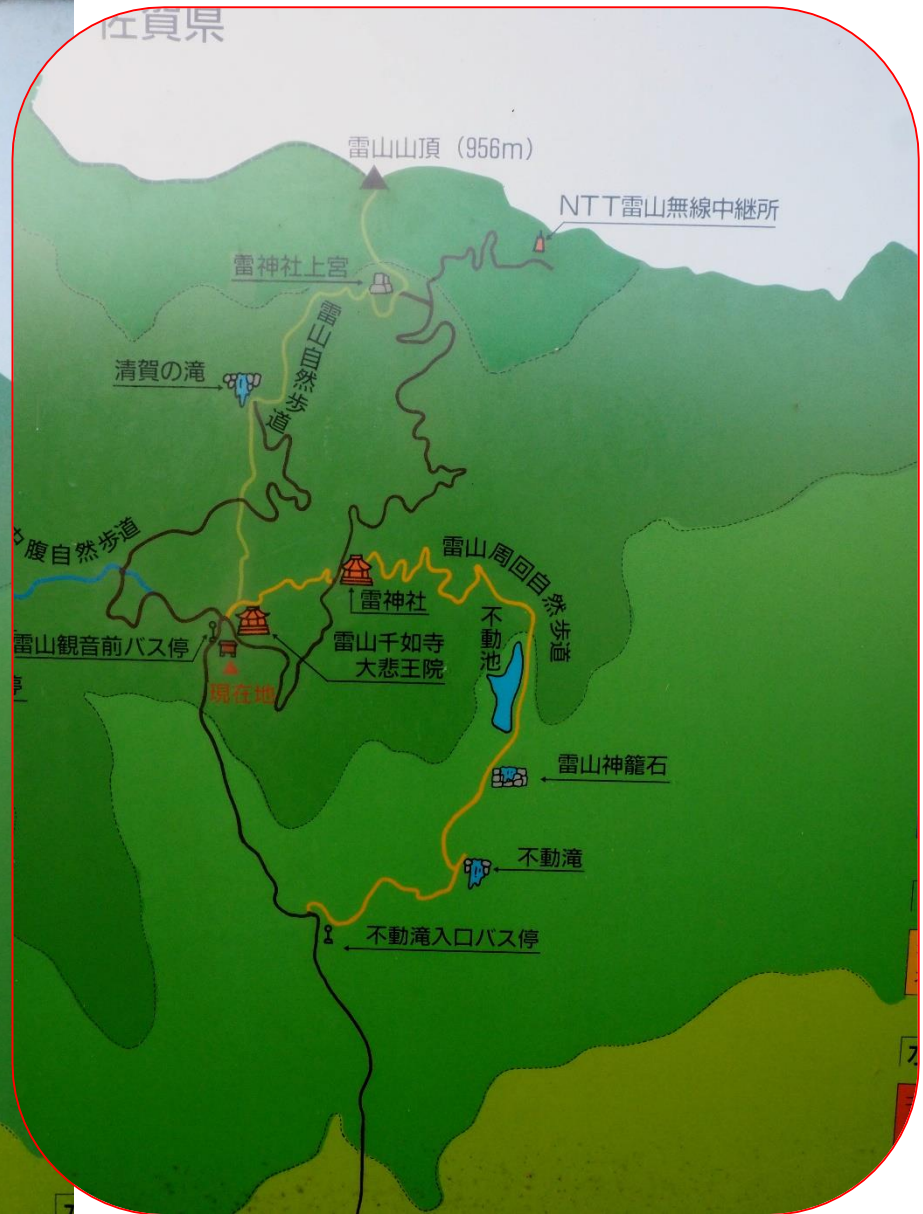 佐賀県
雷山山頂（956m）
NTT雷山無線中継所
雷神社上宮
雷山自然歩道
清賀の滝
腹自然歩道
雷山周回自然歩道
雷神社
不動池
雷山観音前バス停
雷山千如寺
大悲王院
停
現在地
雷山神籠石
不動滝
不動滝入口バス停